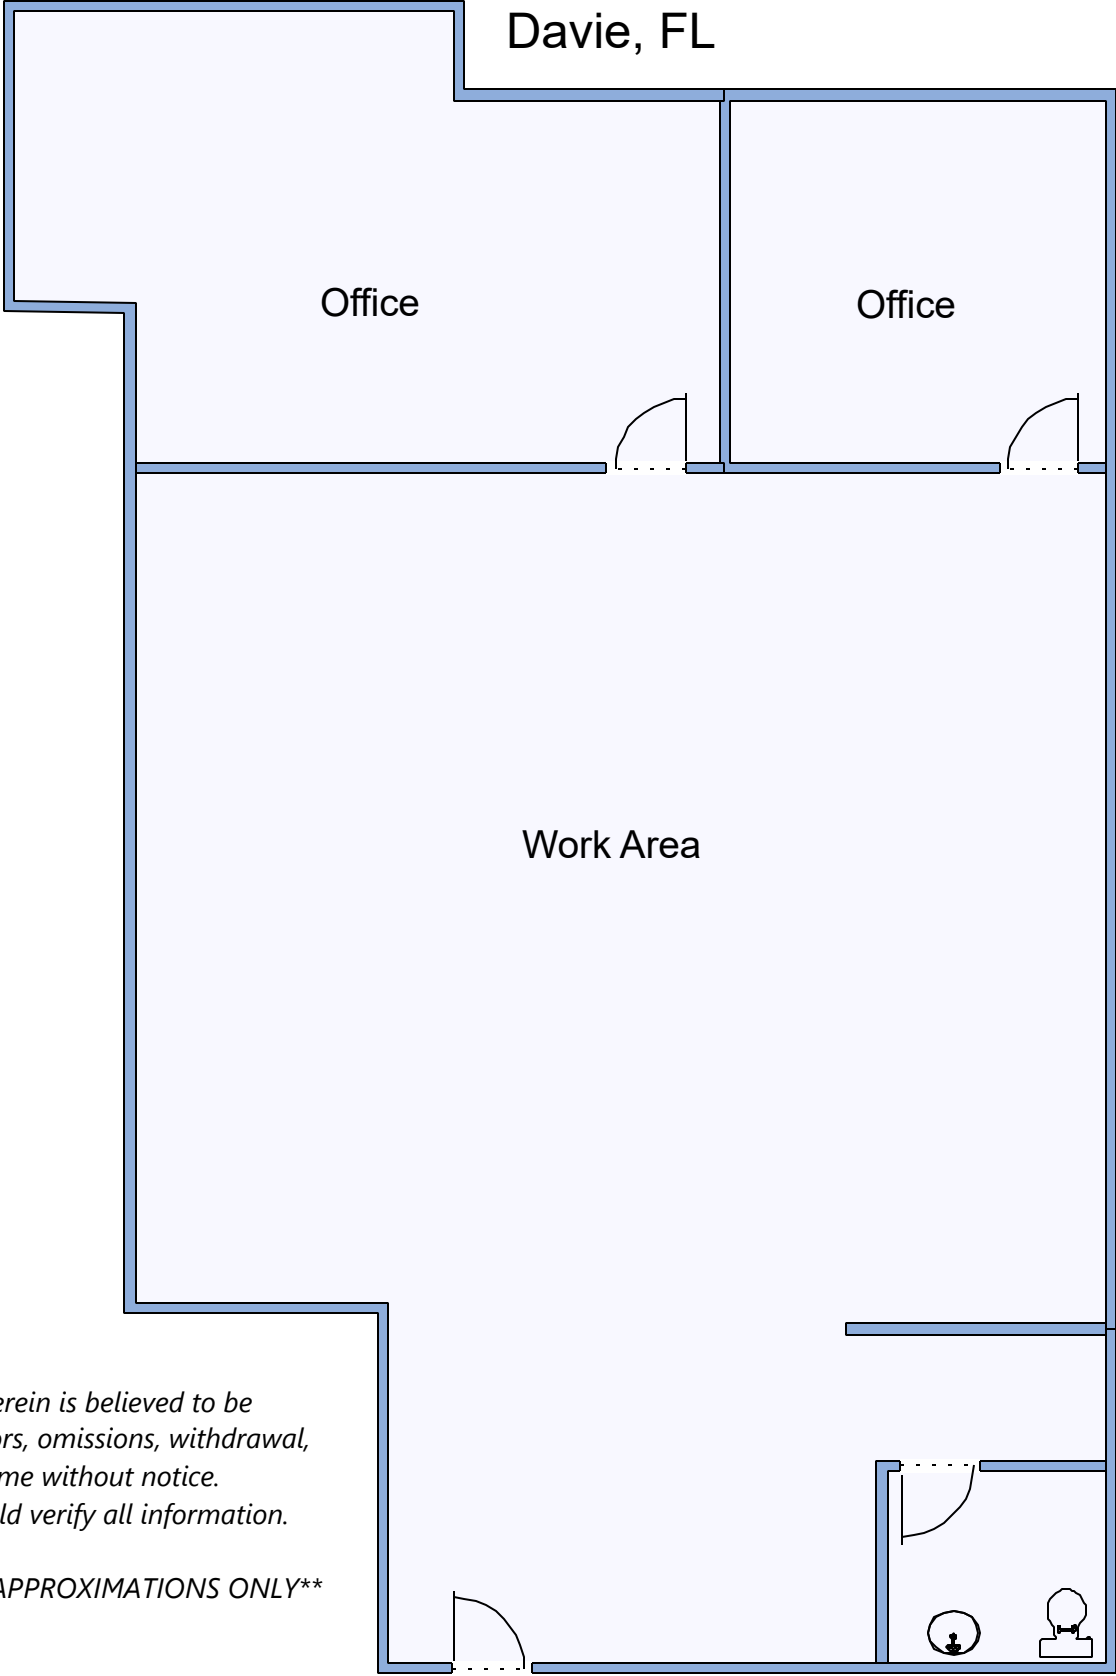 Davie, FL
Office
Office
Work Area
erein is believed to be
ors, omissions, withdrawal,
me without notice.
ld verify all information.
APPROXIMATIONS ONLY**